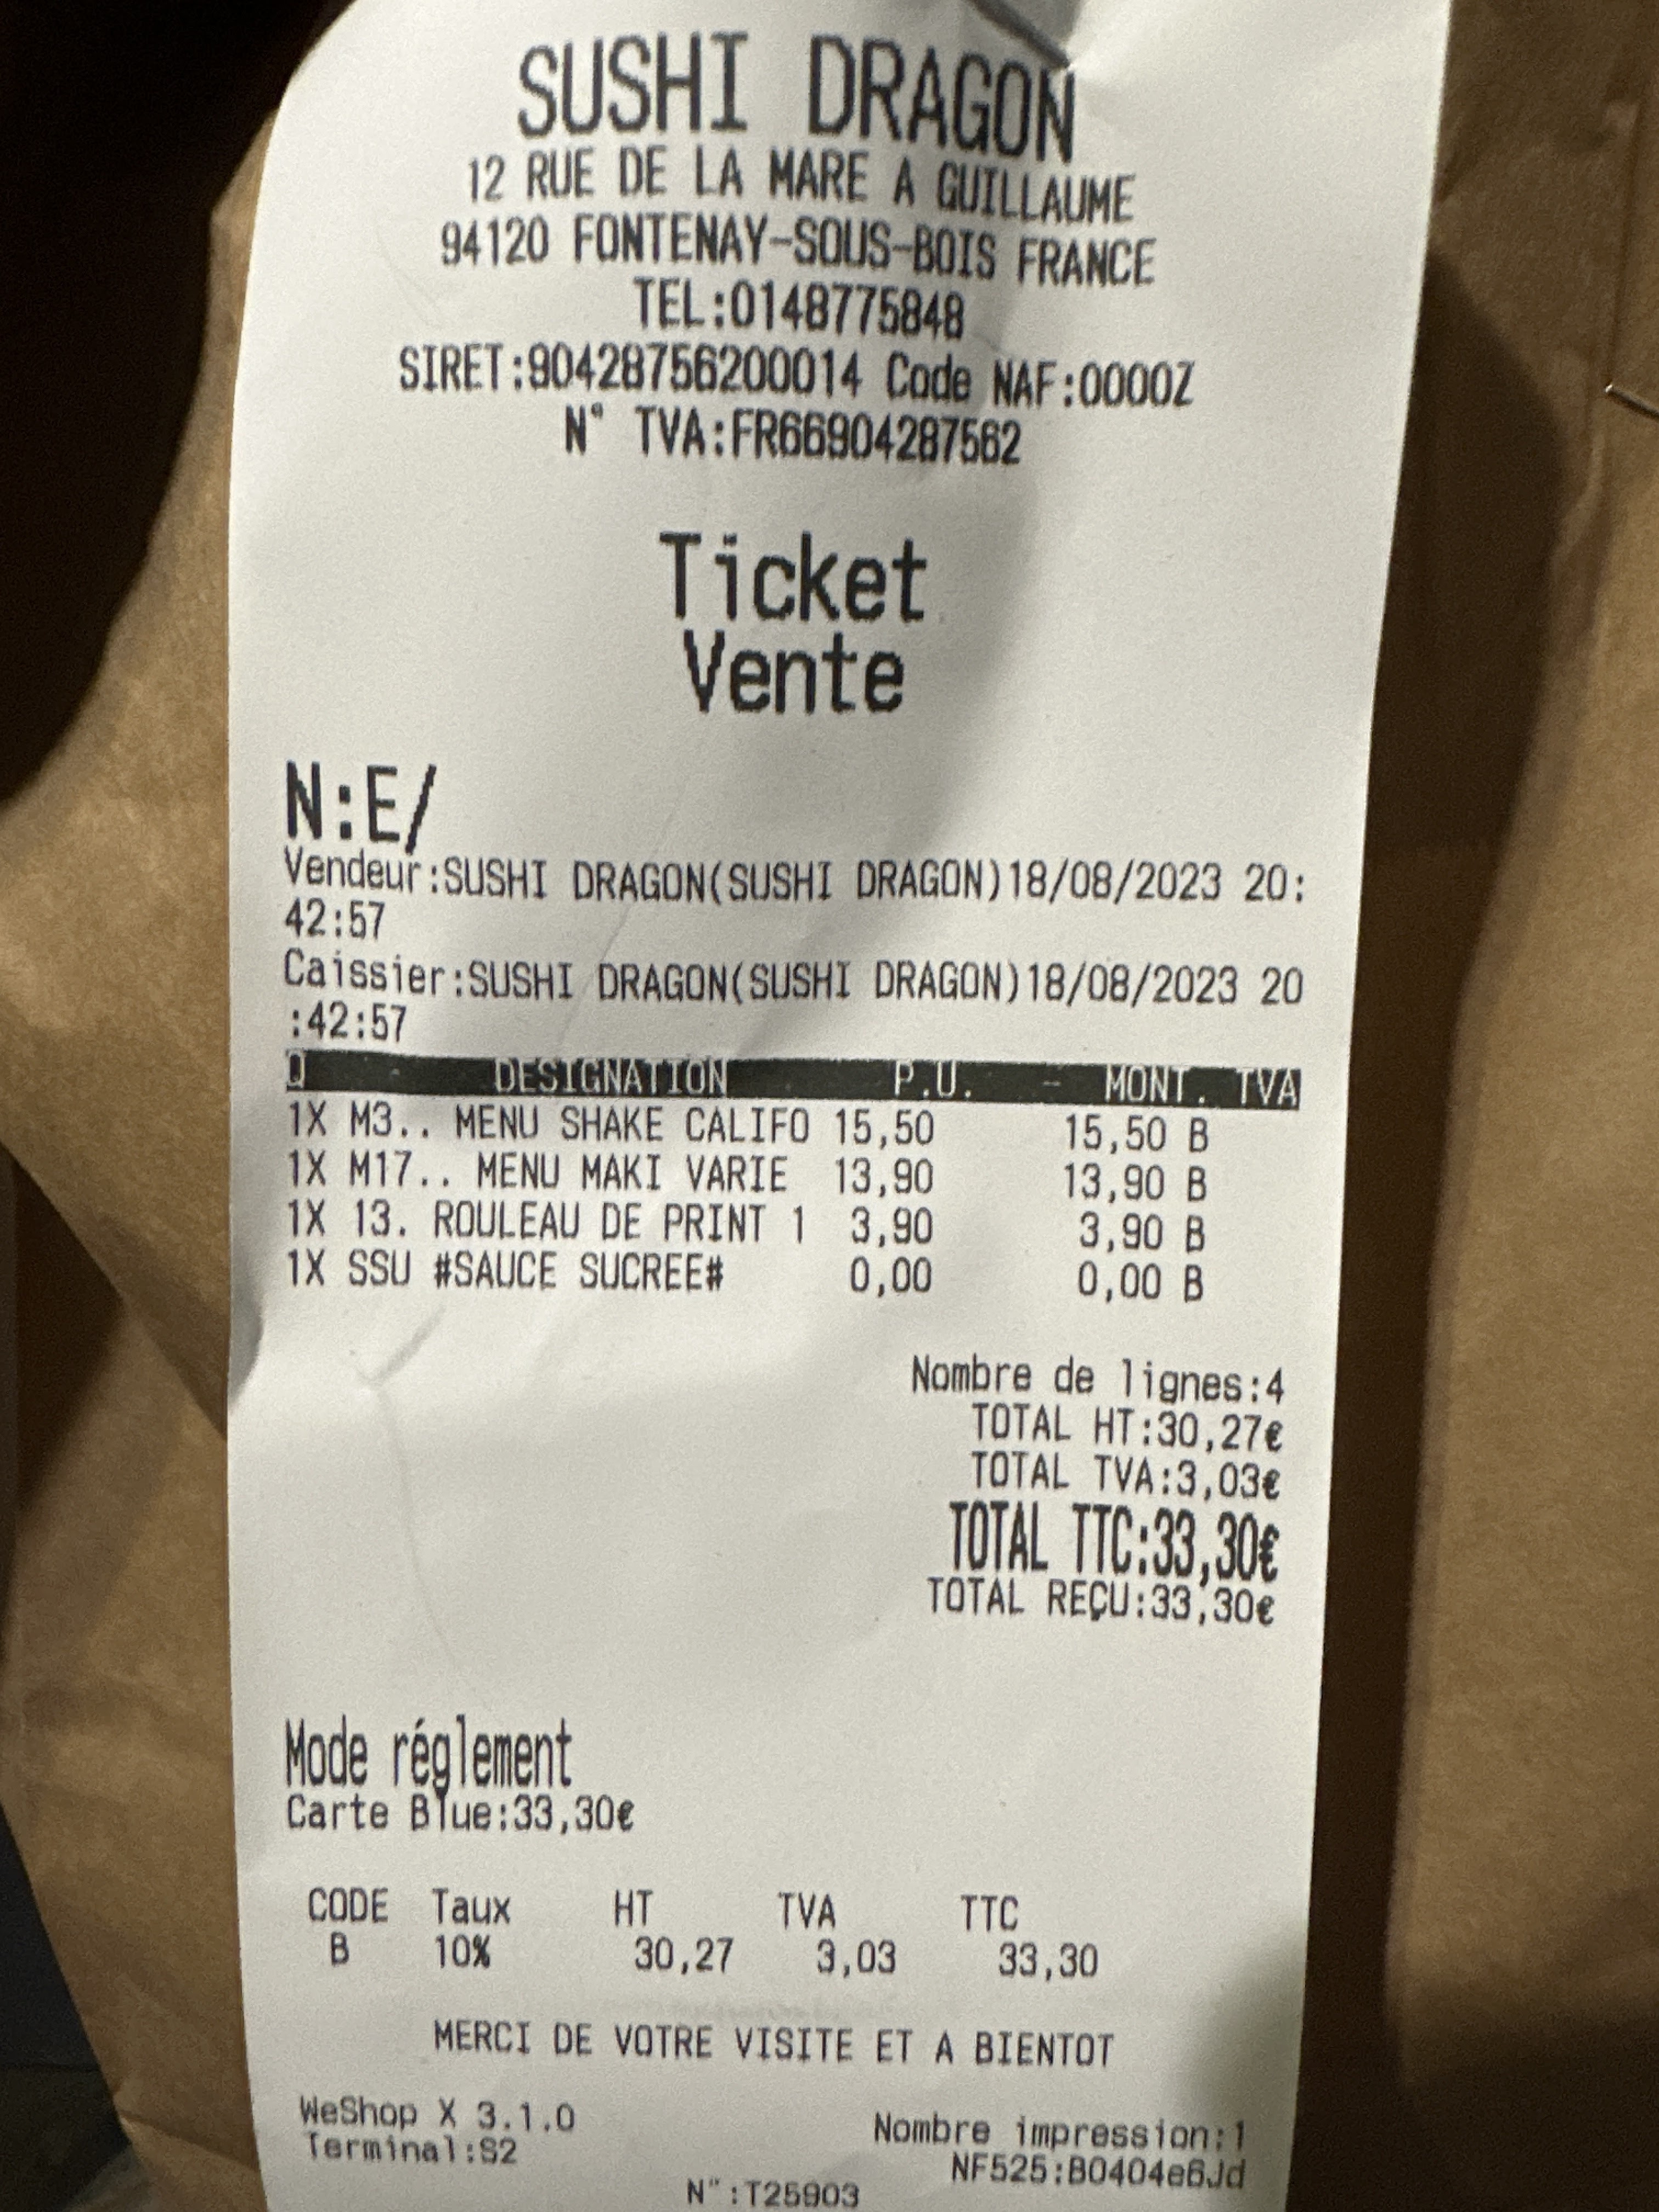 SUSHI DRAGON
12 RUE DE LA MARE A GUILLAUME
94120 FONTENAY-SOUS-BOIS FRANCE
TEL:0148775848
SIRET:90428756200014 Code NAF:0000Z
N° TVA:FR66904287562
Ticket
Vente
N:E/
Vendeur:SUSHI DRAGON(SUSHI DRAGON)18/08/2023 20:
42:57
Caissier:SUSHI DRAGON(SUSHI DRAGON)18/08/2023 20
:42:57
Q - DESIGNATION P.U. - MONT. TVA
1X M3.. MENU SHAKE CALIFO 15,50 15,50 B
1X M17.. MENU MAKI VARIE 13,90 13,90 B
1X 13. ROULEAU DE PRINT 1 3,90 3,90 B
1X SSU #SAUCE SUCREE# 0,00 0,00 B
Nombre de lignes:4
TOTAL HT:30,27€
TOTAL TVA:3,03€
TOTAL TTC:33,30€
TOTAL REÇU:33,30€
Mode réglement
Carte Blue:33,30€
CODE Taux HT TVA TTC
B 10% 30,27 3,03 33,30
MERCI DE VOTRE VISITE ET A BIENTOT
WeShop X 3.1.0 Nombre impression:1
Terminal:S2 NF525:B0404e6Jd
N°:T25903